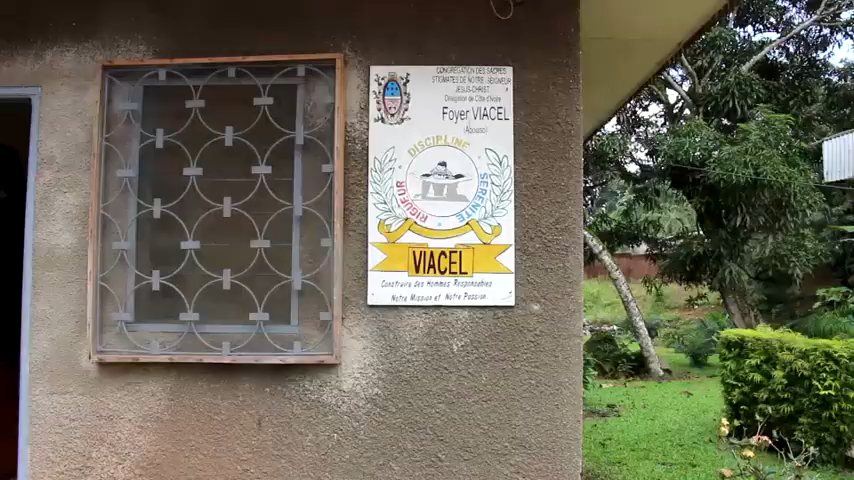 CONGREGATION DES SACRES
STIGMATES DE NOTRE SEIGNEUR
JESUS-CHRIST
Délégation de Côte d'Ivoire
Foyer VIACEL
DISCIPLINE
RIGUEUR
SERENITE
VIACEL
Construire des Hommes Responsables
Notre Mission et Notre Passion